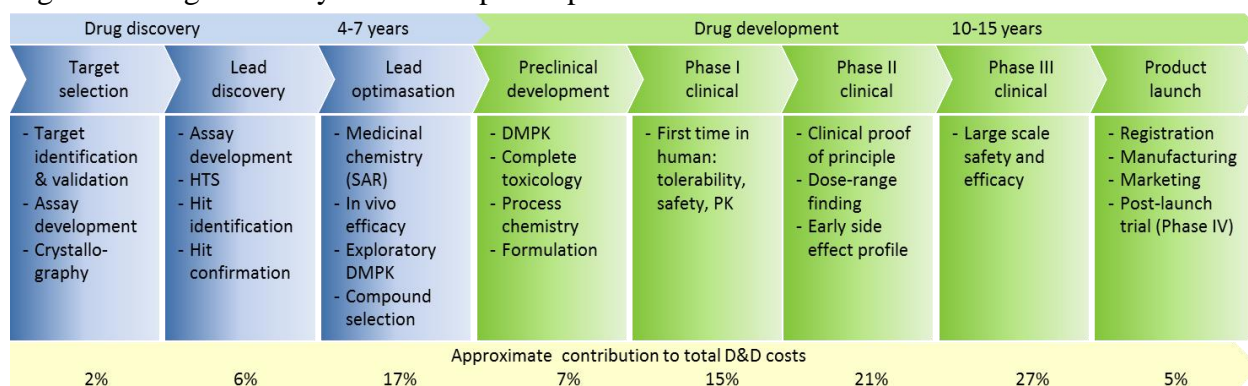 Drug discovery 4-7 years
Drug development 10-15 years
Target
selection
Lead
discovery
Lead
optimasation
Preclinical
development
Phase I
clinical
Phase II
clinical
Phase III
clinical
Product
launch
- Target
identification
& validation
- Assay
development
- Crystallo-
graphy
- Assay
development
- HTS
- Hit
identification
- Hit
confirmation
- Medicinal
chemistry
(SAR)
- In vivo
efficacy
- Exploratory
DMPK
- Compound
selection
- DMPK
- Complete
toxicology
- Process
chemistry
- Formulation
- First time in
human:
tolerability,
safety, PK
- Clinical proof
of principle
- Dose-range
finding
- Early side
effect profile
- Large scale
safety and
efficacy
- Registration
- Manufacturing
- Marketing
- Post-launch
trial (Phase IV)
Approximate contribution to total D&D costs
2% 6% 17% 7% 15% 21% 27% 5%